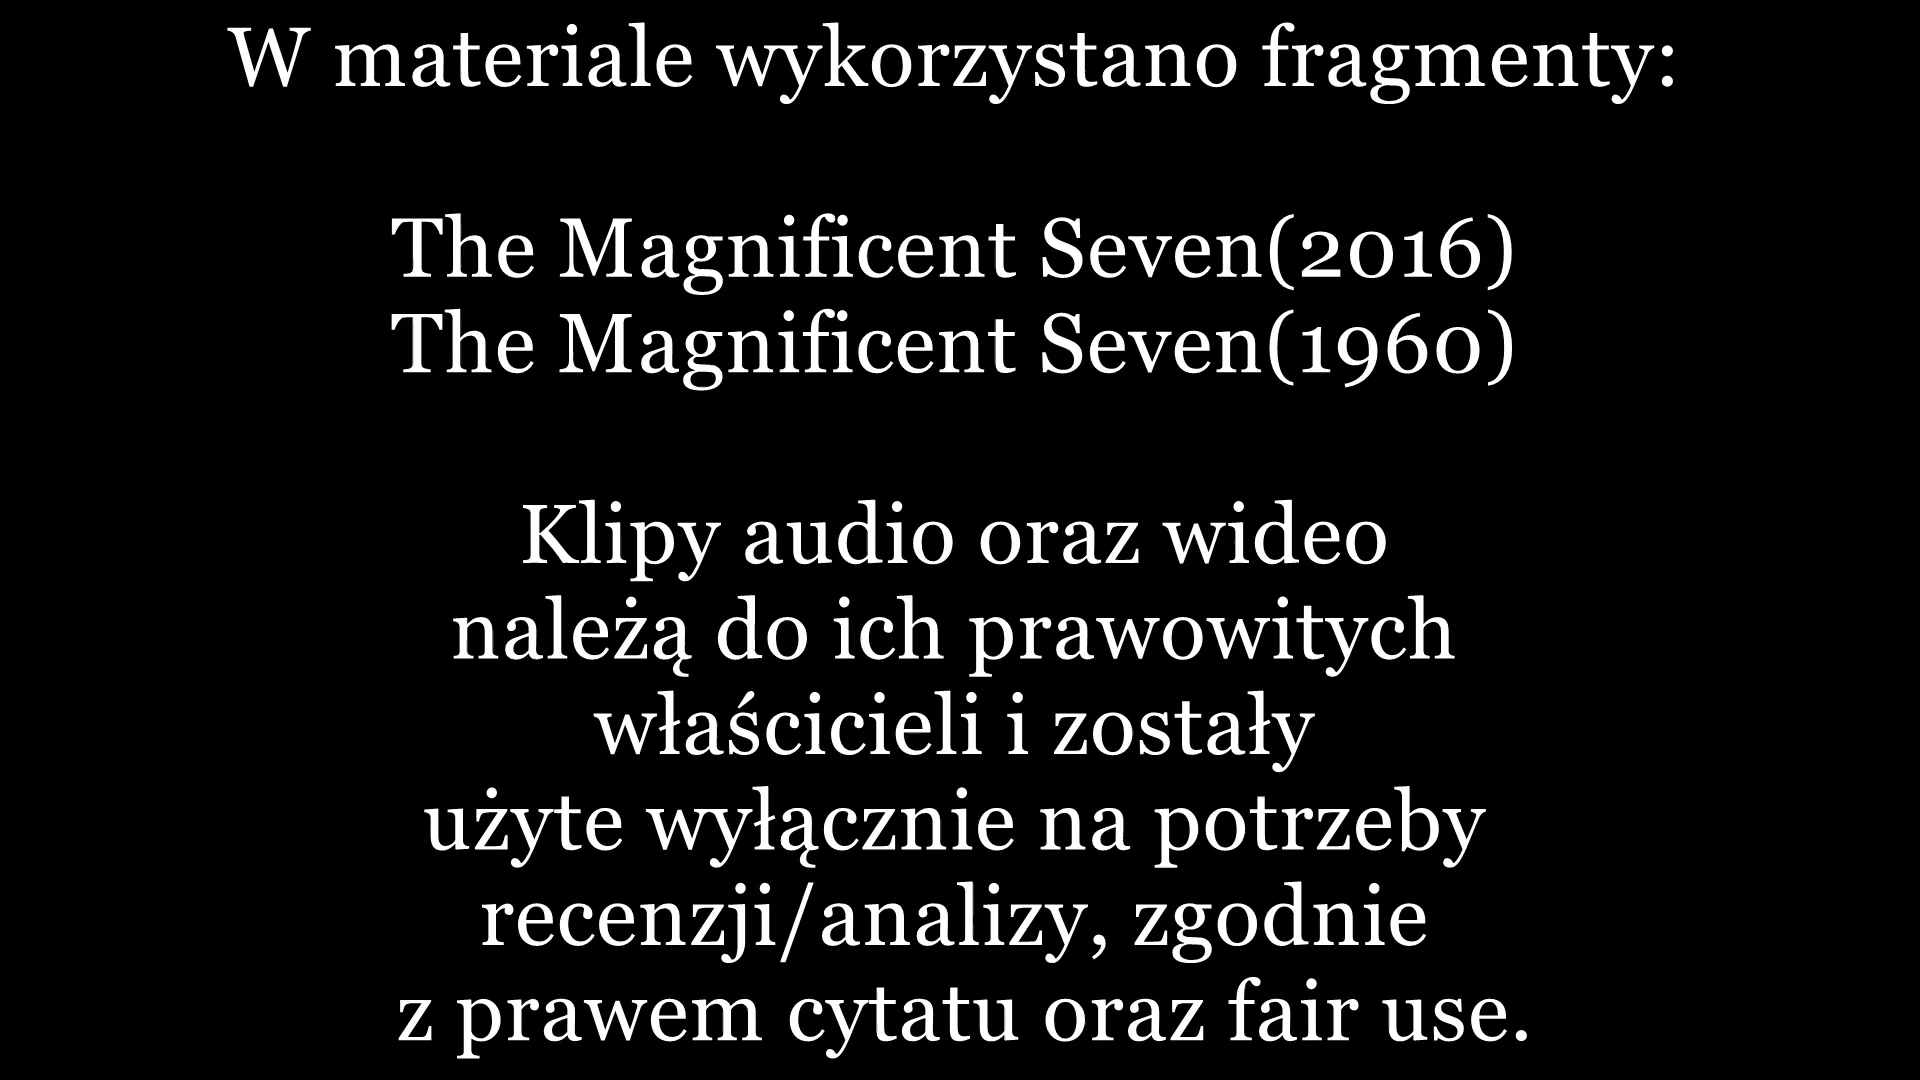 W materiale wykorzystano fragmenty:
The Magnificent Seven(2016)
The Magnificent Seven(1960)
Klipy audio oraz wideo
należą do ich prawowitych
właścicieli i zostały
użyte wyłącznie na potrzeby
recenzji/analizy, zgodnie
z prawem cytatu oraz fair use.